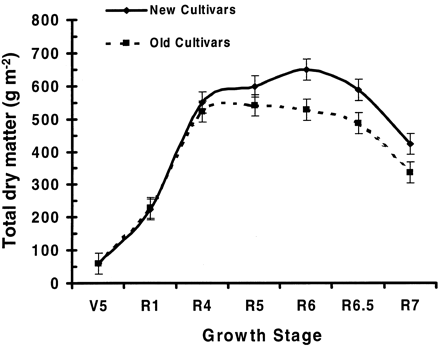 New Cultivars
Old Cultivars
Total dry matter (g m-2)
800
700
600
500
400
300
200
100
0
V5 R1 R4 R5 R6 R6.5 R7
Growth Stage